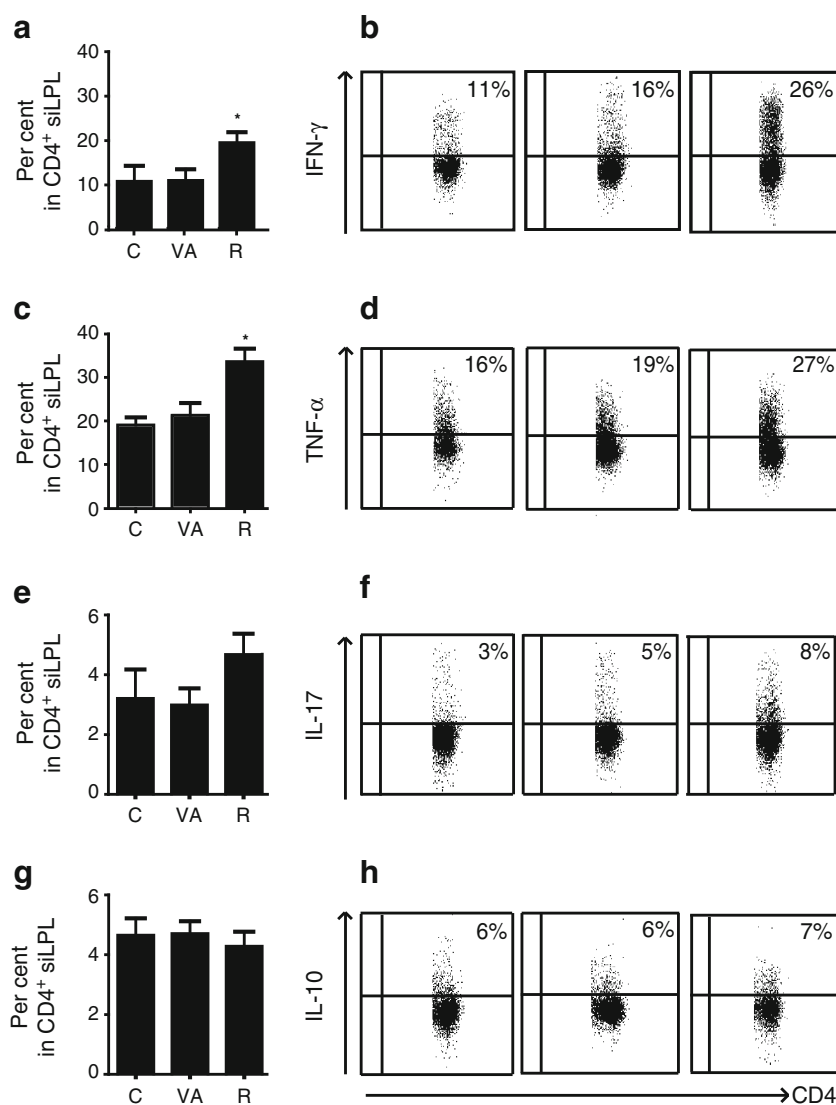 a
Per cent
in CD4⁺ siLPL
40
30
20
10
0
*
C VA R
b
IFN-γ
11% 16% 26%
c
Per cent
in CD4⁺ siLPL
40
30
20
10
0
*
C VA R
d
TNF-α
16% 19% 27%
e
Per cent
in CD4⁺ siLPL
6
4
2
0
C VA R
f
IL-17
3% 5% 8%
g
Per cent
in CD4⁺ siLPL
6
4
2
0
C VA R
h
IL-10
6% 6% 7%
CD4